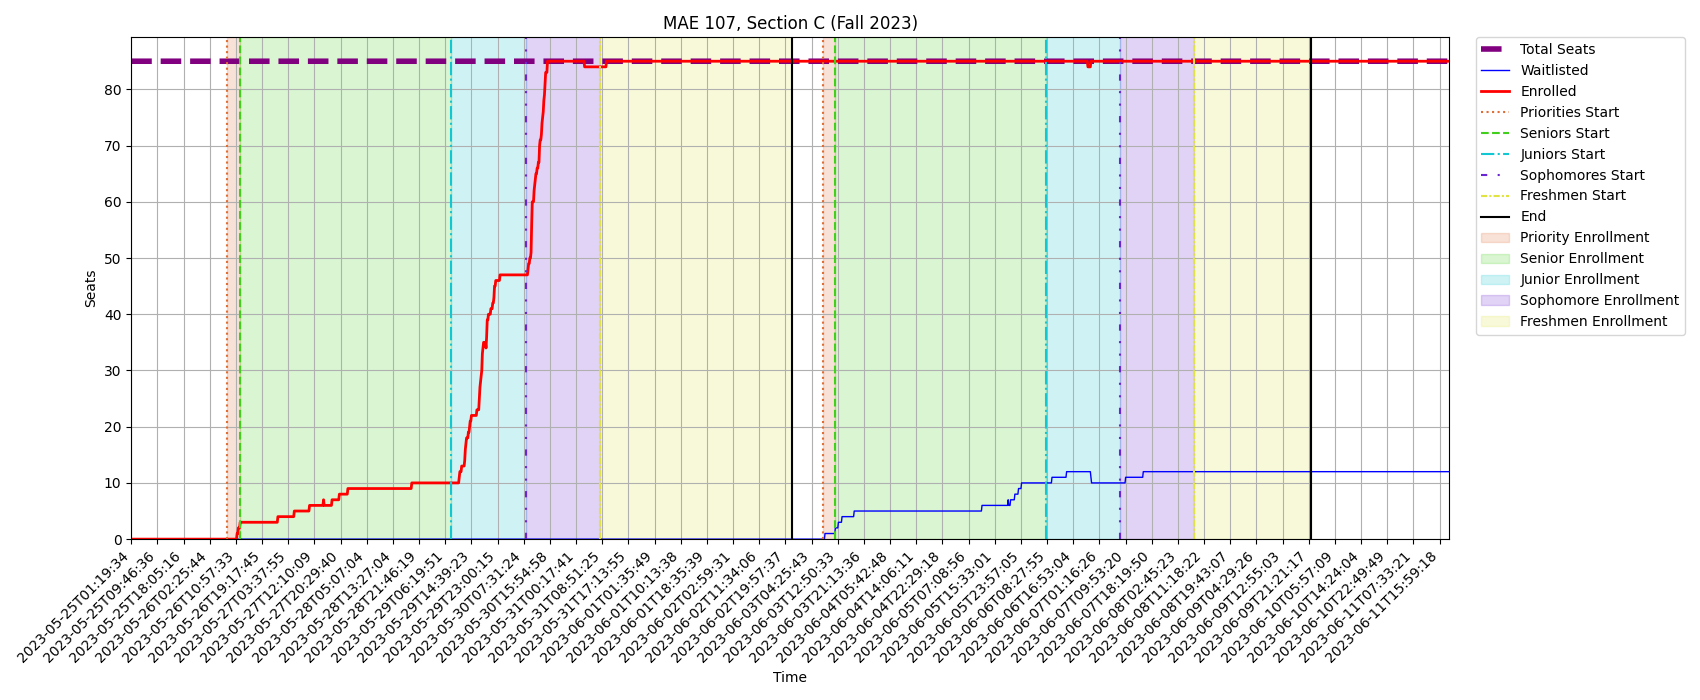 MAE 107, Section C (Fall 2023)
Total Seats
Waitlisted
Enrolled
Priorities Start
Seniors Start
Juniors Start
Sophomores Start
Freshmen Start
End
Priority Enrollment
Senior Enrollment
Junior Enrollment
Sophomore Enrollment
Freshmen Enrollment
Seats
80
70
60
50
40
30
20
10
0
2023-05-25T01:19:34
2023-05-25T09:46:36
2023-05-25T18:05:16
2023-05-26T02:25:44
2023-05-26T10:57:33
2023-05-26T19:17:45
2023-05-27T03:37:55
2023-05-27T12:10:09
2023-05-27T20:29:40
2023-05-28T05:07:04
2023-05-28T13:27:04
2023-05-28T21:46:19
2023-05-29T06:19:51
2023-05-29T14:39:23
2023-05-29T23:00:15
2023-05-30T07:31:24
2023-05-30T15:54:58
2023-05-31T00:17:41
2023-05-31T08:51:25
2023-05-31T17:13:55
2023-06-01T01:35:49
2023-06-01T10:13:38
2023-06-01T18:35:39
2023-06-02T02:59:31
2023-06-02T11:34:06
2023-06-02T19:57:37
2023-06-03T04:25:43
2023-06-03T12:50:33
2023-06-03T21:13:36
2023-06-04T05:42:48
2023-06-04T14:06:11
2023-06-04T22:29:18
2023-06-05T07:08:56
2023-06-05T15:33:01
2023-06-05T23:57:05
2023-06-06T08:27:55
2023-06-06T16:53:04
2023-06-07T01:16:26
2023-06-07T09:53:20
2023-06-07T18:19:50
2023-06-08T02:45:23
2023-06-08T11:18:22
2023-06-08T19:43:07
2023-06-09T04:29:26
2023-06-09T12:55:03
2023-06-09T21:21:17
2023-06-10T05:57:09
2023-06-10T14:24:04
2023-06-10T22:49:49
2023-06-11T07:33:21
2023-06-11T15:59:18
Time